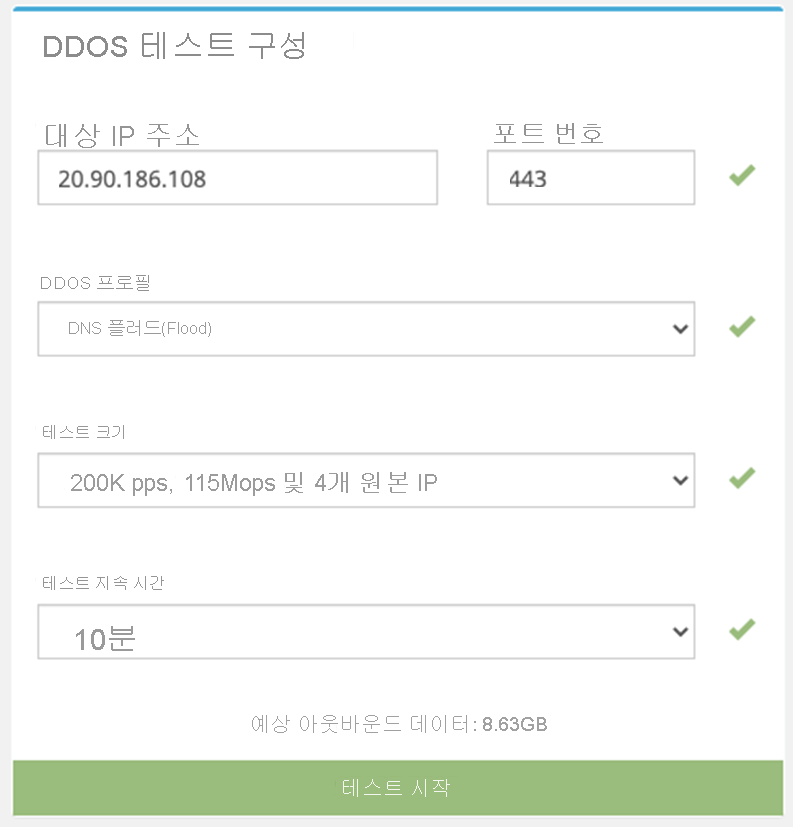 DDOS 테스트 구성
대상 IP 주소 포트 번호
20.90.186.108 443
DDOS 프로필
DNS 플러드(Flood)
테스트 크기
200K pps, 115Mops 및 4개 원본 IP
테스트 지속 시간
10분
예상 아웃바운드 데이터: 8.63GB
테스트 시작